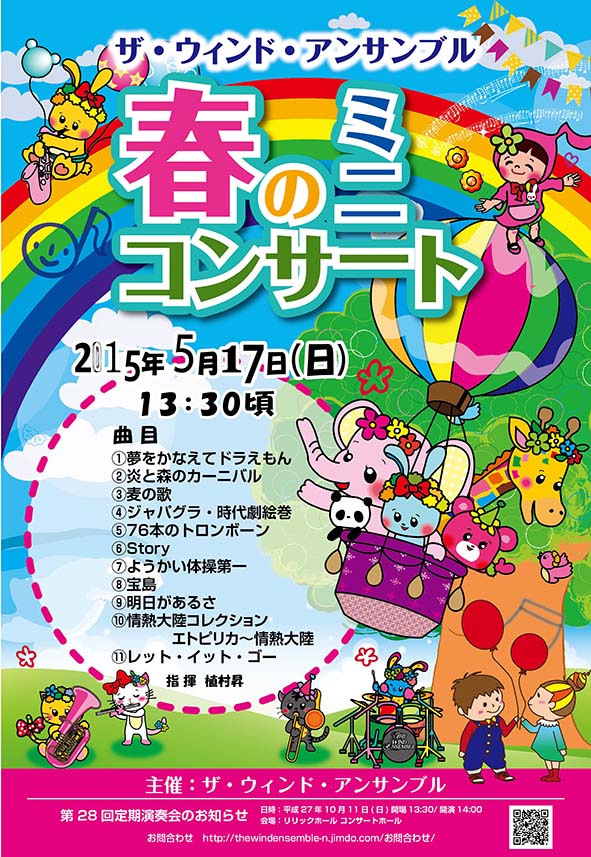 ザ・ウィンド・アンサンブル
春のミニ
コンサート
2015年5月17日(日)
13:30頃
曲目
①夢をかなえてドラえもん
②炎と森のカーニバル
③麦の歌
④ジャパグラ・時代劇絵巻
⑤76本のトロンボーン
⑥Story
⑦ようかい体操第一
⑧宝島
⑨明日があるさ
⑩情熱大陸コレクション
エトピリカ〜情熱大陸
⑪レット・イット・ゴー
指揮 植村昇
THE WIND ENSEMBLE
主催:ザ・ウィンド・アンサンブル
第28回定期演奏会のお知らせ
日時:平成27年10月11日(日)開場13:30/開演14:00
会場:リリックホール コンサートホール
お問合わせ http://thewindensemble-n.jimdo.com/お問合わせ/